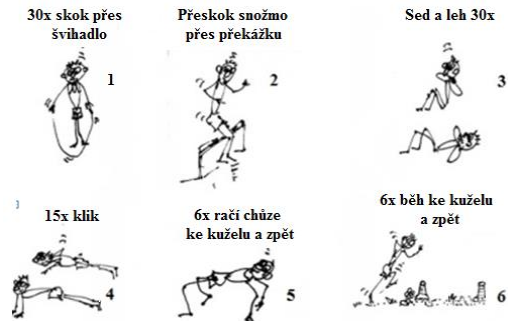 30x skok přes
švihadlo
1
Přeskok snožmo
přes překážku
2
Sed a leh 30x
3
15x klik
4
6x račí chůze
ke kuželu a zpět
5
6x běh ke kuželu
a zpět
6